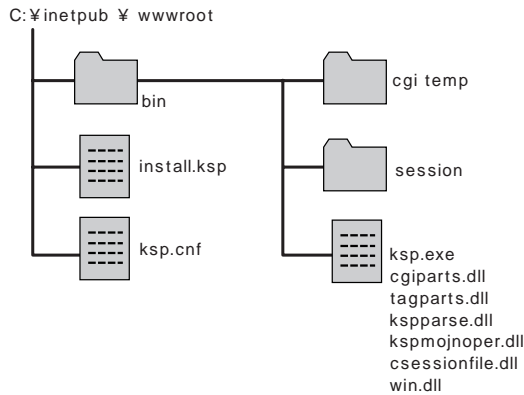 C:¥inetpub ¥ wwwroot
bin
cgi temp
install.ksp
session
ksp.cnf
ksp.exe
cgiparts.dll
tagparts.dll
kspparse.dll
kspmojnoper.dll
csessionfile.dll
win.dll